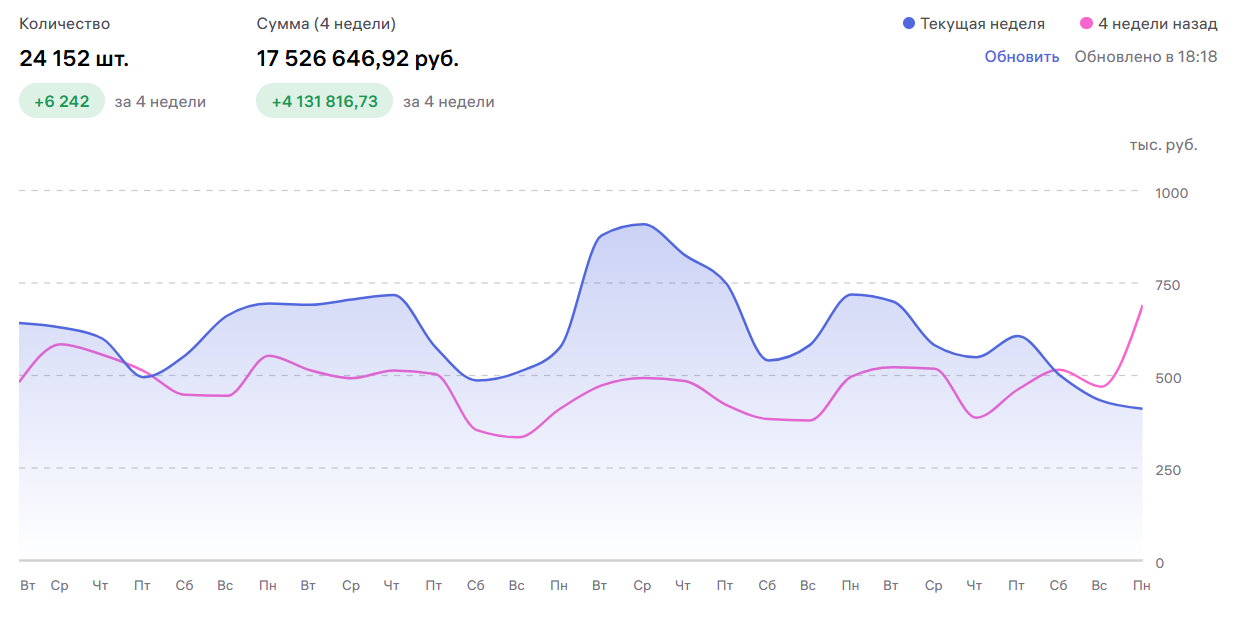 Количество
24 152 шт.
+6 242 за 4 недели
Сумма (4 недели)
17 526 646,92 руб.
+4 131 816,73 за 4 недели
Текущая неделя 4 недели назад
Обновить Обновлено в 18:18
тыс. руб.
1000
750
500
250
0
Вт Ср Чт Пт Сб Вс Пн Вт Ср Чт Пт Сб Вс Пн Вт Ср Чт Пт Сб Вс Пн Вт Ср Чт Пт Сб Вс Пн